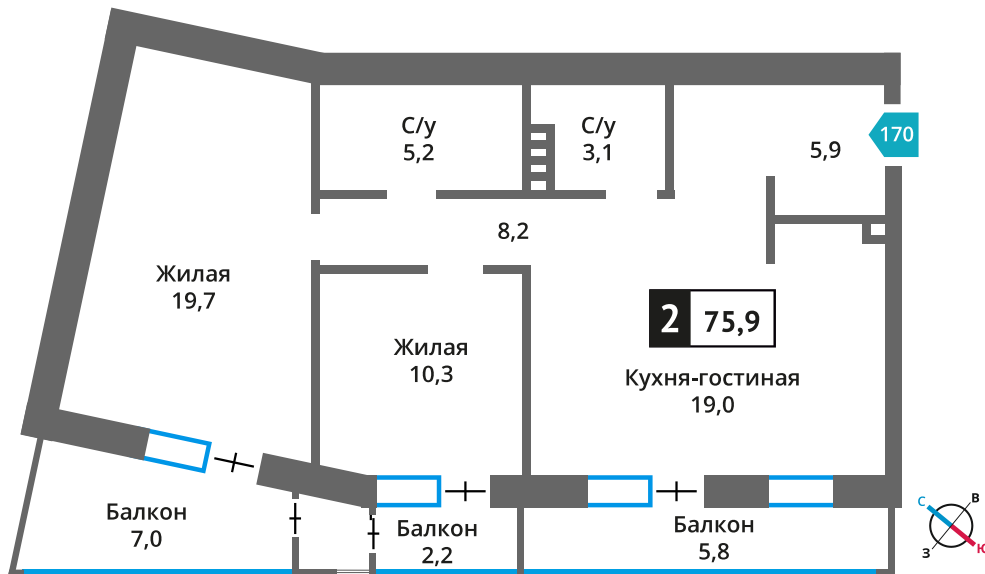 С/у
5,2
С/у
3,1
5,9
170
8,2
Жилая
19,7
2 75,9
Жилая
10,3
Кухня-гостиная
19,0
Балкон
7,0
Балкон
2,2
Балкон
5,8
С
В
З
Ю